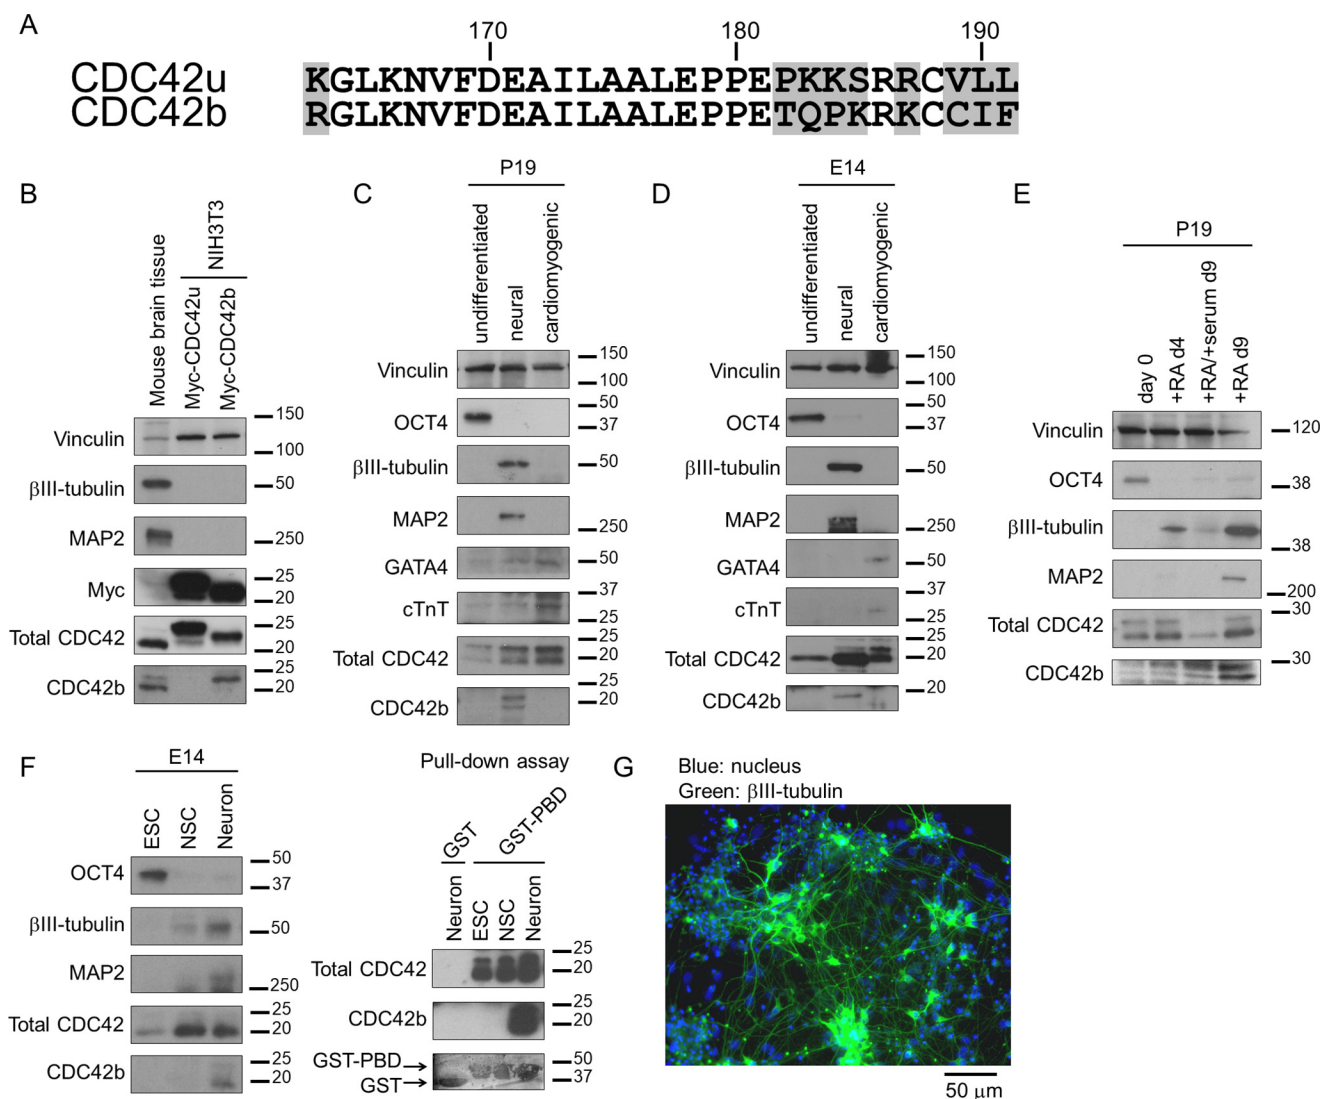 A
170 180 190
CDC42u KGLKNVFDEAILAALEPPEPKKSRRCVLL
CDC42b RGLKNVFDEAILAALEPPETQPKRKCCIF
B
NIH3T3
Mouse brain tissue
Myc-CDC42u
Myc-CDC42b
Vinculin 150
100
βIII-tubulin 50
MAP2 250
Myc 25
20
Total CDC42 25
20
CDC42b 25
20
C
P19
undifferentiated
neural
cardiomyogenic
Vinculin 150
100
OCT4 50
37
βIII-tubulin 50
MAP2 250
GATA4 50
cTnT 37
25
Total CDC42 25
20
CDC42b 25
20
D
E14
undifferentiated
neural
cardiomyogenic
Vinculin 150
100
OCT4 50
37
βIII-tubulin 50
MAP2 250
GATA4 50
cTnT 37
25
Total CDC42 25
20
CDC42b 20
E
P19
day 0
+RA d4
+RA/+serum d9
+RA d9
Vinculin 120
OCT4 38
βIII-tubulin 38
MAP2 200
Total CDC42 30
CDC42b 30
F
E14
ESC
NSC
Neuron
OCT4 50
37
βIII-tubulin 50
MAP2 250
Total CDC42 25
20
CDC42b 25
20
Pull-down assay
GST
GST-PBD
Neuron
ESC
NSC
Neuron
Total CDC42 25
20
CDC42b 25
20
GST-PBD 50
GST 37
G
Blue: nucleus
Green: βIII-tubulin
50 μm